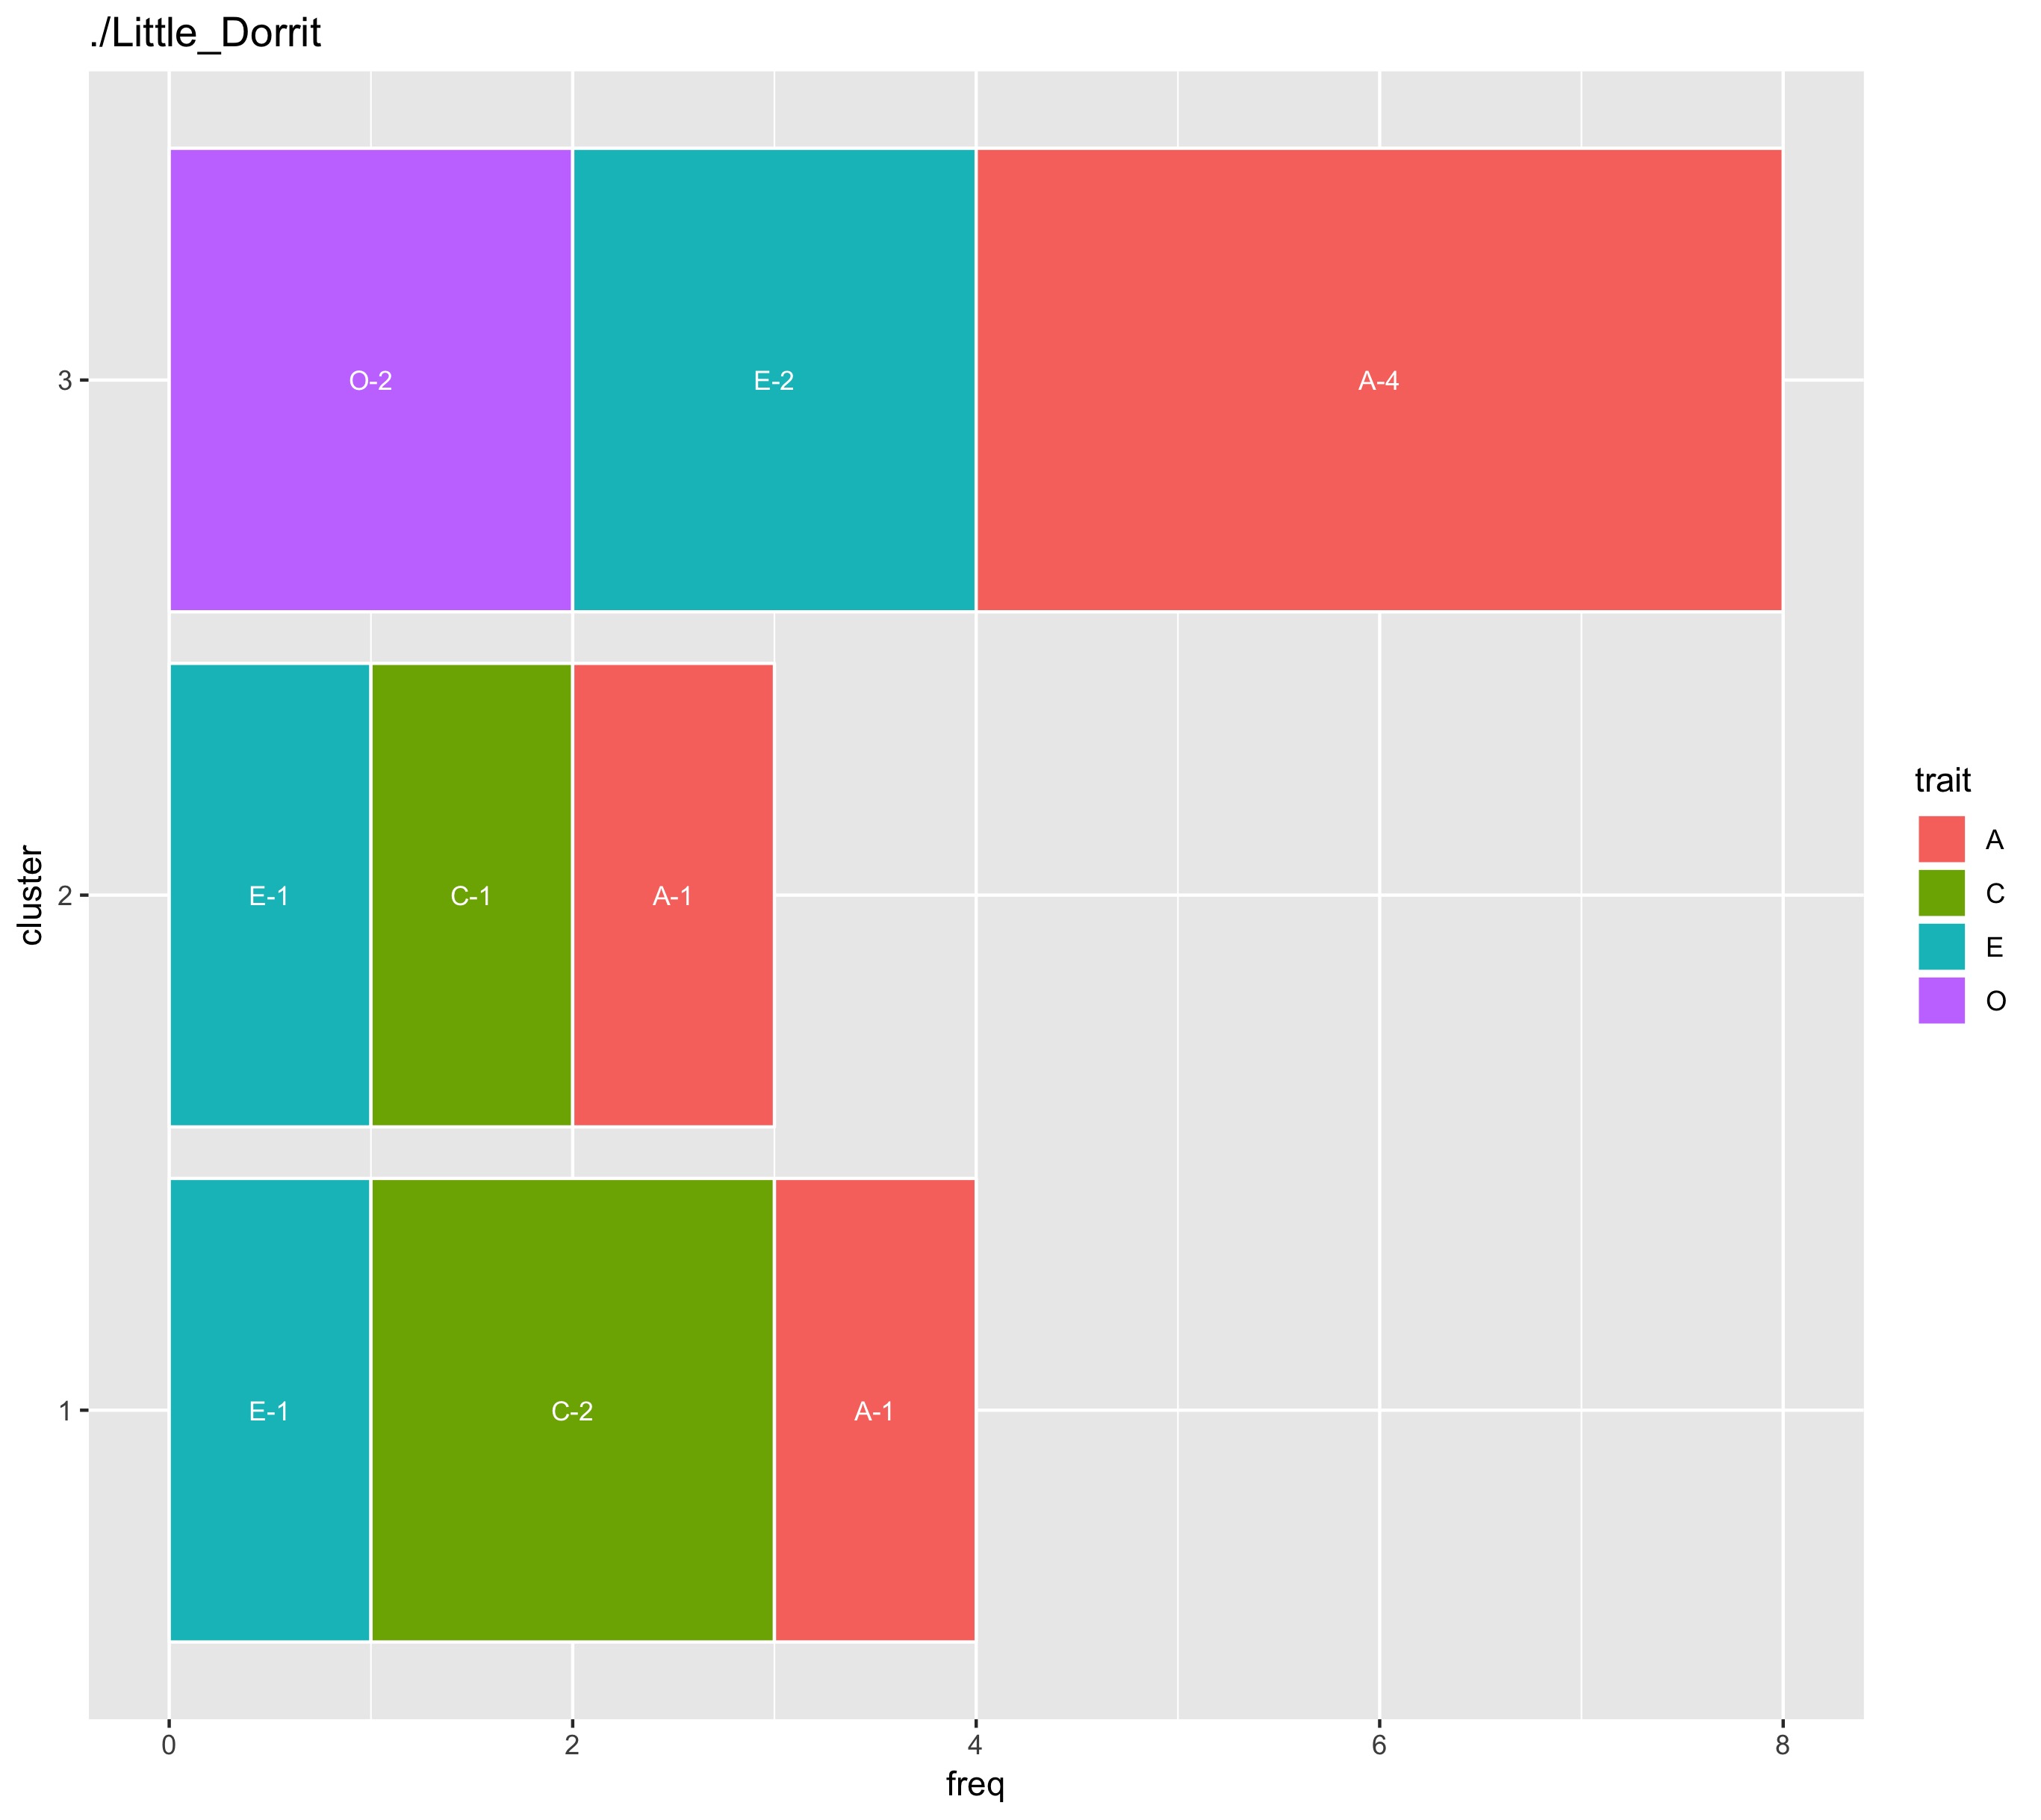 ./Little_Dorrit
3
O-2
E-2
A-4
2
E-1
C-1
A-1
1
E-1
C-2
A-1
cluster
0
2
4
6
8
freq
trait
A
C
E
O